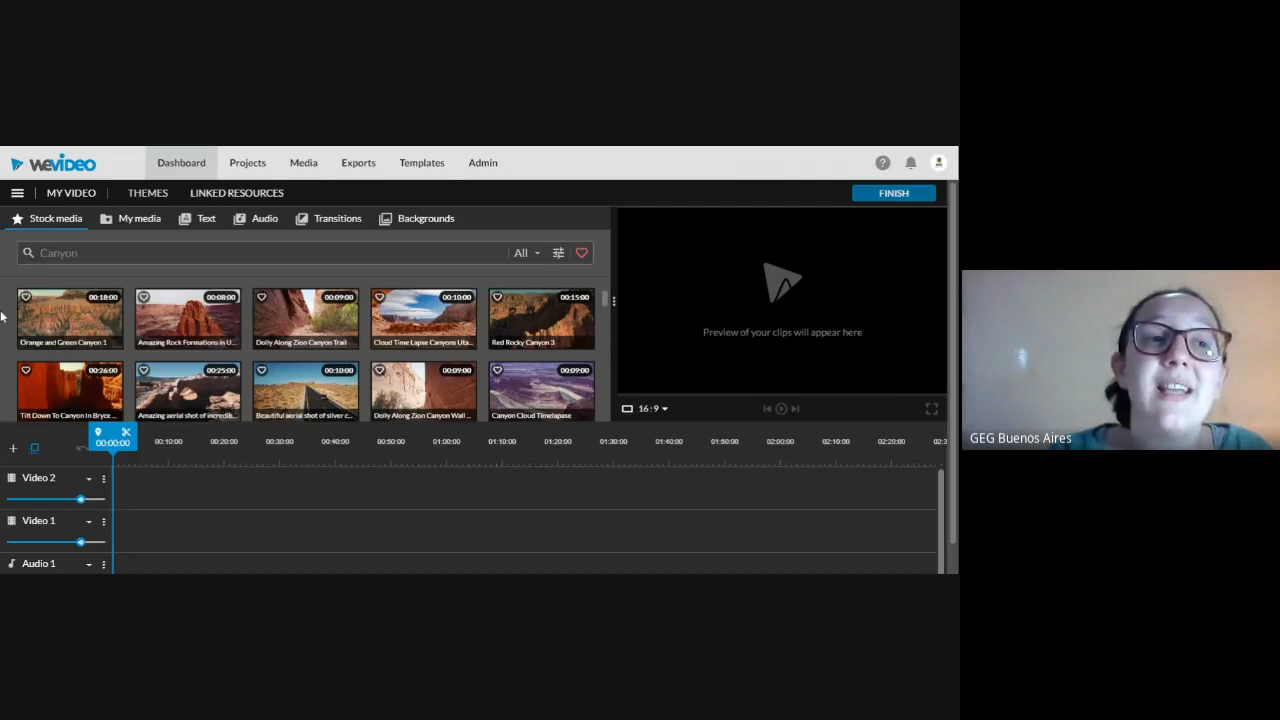 WEVIDEO
Dashboard Projects Media Exports Templates Admin
MY VIDEO THEMES LINKED RESOURCES FINISH
Stock media My media Text Audio Transitions Backgrounds
Canyon All
00:18:00 00:08:00 00:09:00 00:10:00 00:15:00
Orange and Green Canyon 1 Amazing Rock Formations in U... Dolly Along Zion Canyon Trail Cloud Time Lapse Canyons Uta... Red Rocky Canyon 3
Preview of your clips will appear here
00:26:00 00:25:00 00:10:00 00:09:00 00:09:00
Tilt Down To Canyon In Bryce ... Amazing aerial shot of incredib... Beautiful aerial shot of silver c... Dolly Along Zion Canyon Wall ... Canyon Cloud Timelapse
16:9
00:00:00 00:10:00 00:20:00 00:30:00 00:40:00 00:50:00 01:00:00 01:10:00 01:20:00 01:30:00 01:40:00 01:50:00 02:00:00 02:10:00 02:20:00 02:3
Video 2
Video 1
Audio 1
GEG Buenos Aires